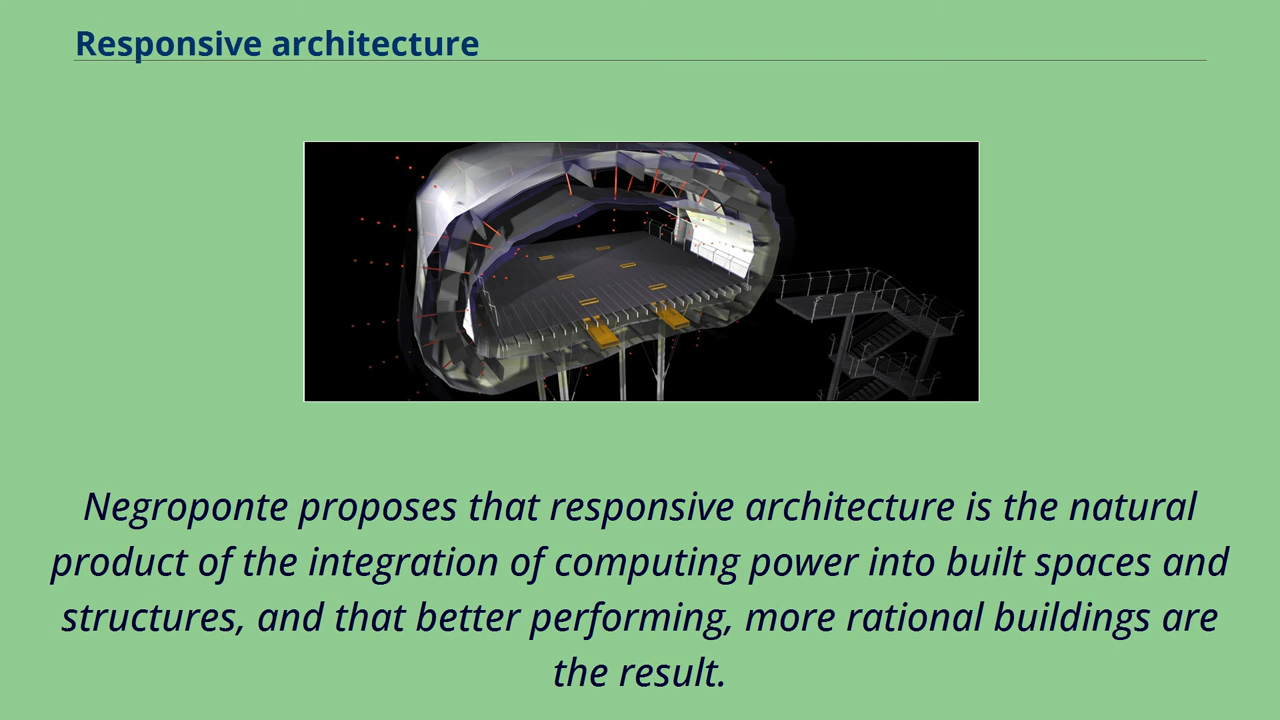 Responsive architecture
Negroponte proposes that responsive architecture is the natural
product of the integration of computing power into built spaces and
structures, and that better performing, more rational buildings are
the result.